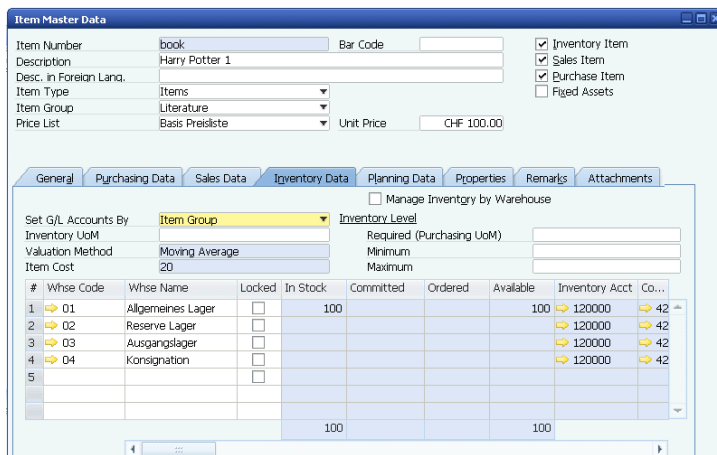 Item Master Data
Item Number book Bar Code Inventory Item
Description Harry Potter 1 Sales Item
Desc. in Foreign Lang. Purchase Item
Item Type Items Fixed Assets
Item Group Literature
Price List Basis Preisliste Unit Price CHF 100.00
General Purchasing Data Sales Data Inventory Data Planning Data Properties Remarks Attachments
Manage Inventory by Warehouse
Set G/L Accounts By Item Group Inventory Level
Inventory UoM Required (Purchasing UoM)
Valuation Method Moving Average Minimum
Item Cost 20 Maximum
# Whse Code Whse Name Locked In Stock Committed Ordered Available Inventory Acct Co...
1 01 Allgemeines Lager 100 100 120000 42
2 02 Reserve Lager 120000 42
3 03 Ausgangslager 120000 42
4 04 Konsignation 120000 42
5
100 100